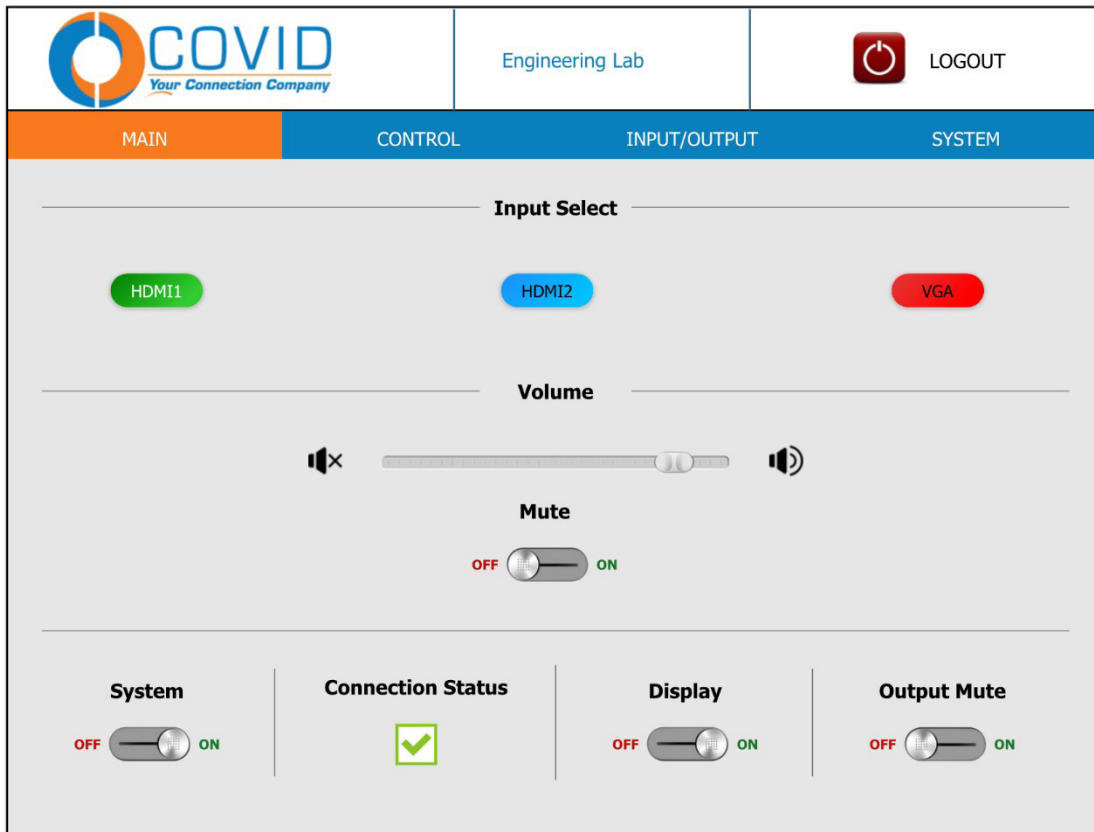 COVID
Your Connection Company
Engineering Lab
LOGOUT
MAIN CONTROL INPUT/OUTPUT SYSTEM
Input Select
HDMI1 HDMI2 VGA
Volume
Mute
OFF ON
System Connection Status Display Output Mute
OFF ON OFF ON OFF ON